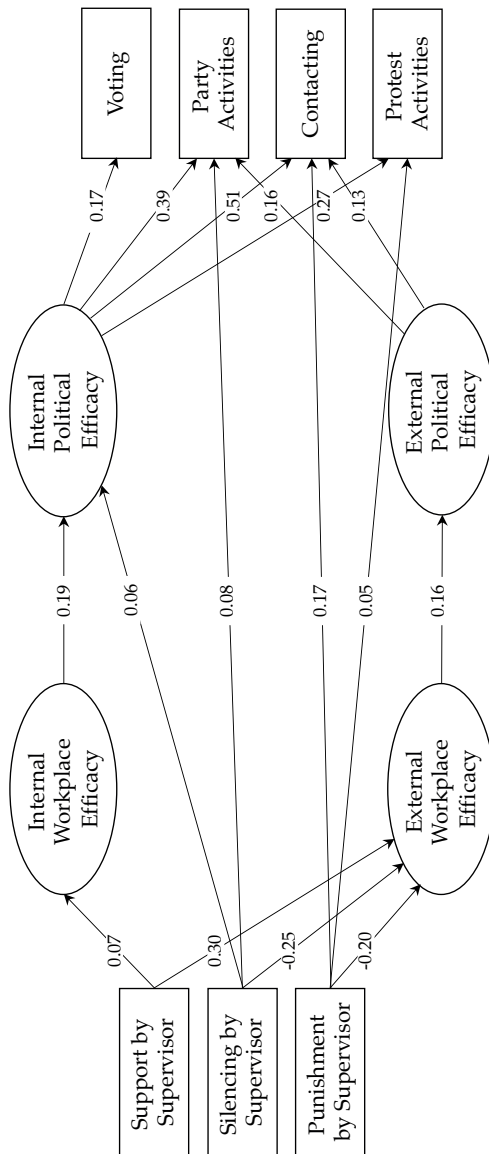 Support by
Supervisor
Silencing by
Supervisor
Punishment
by Supervisor
0.07
0.30
-0.25
-0.20
Internal
Workplace
Efficacy
External
Workplace
Efficacy
0.19
0.06
0.08
0.17
0.05
0.16
Internal
Political
Efficacy
External
Political
Efficacy
0.17
0.39
0.51
0.16
0.27
0.13
Voting
Party
Activities
Contacting
Protest
Activities